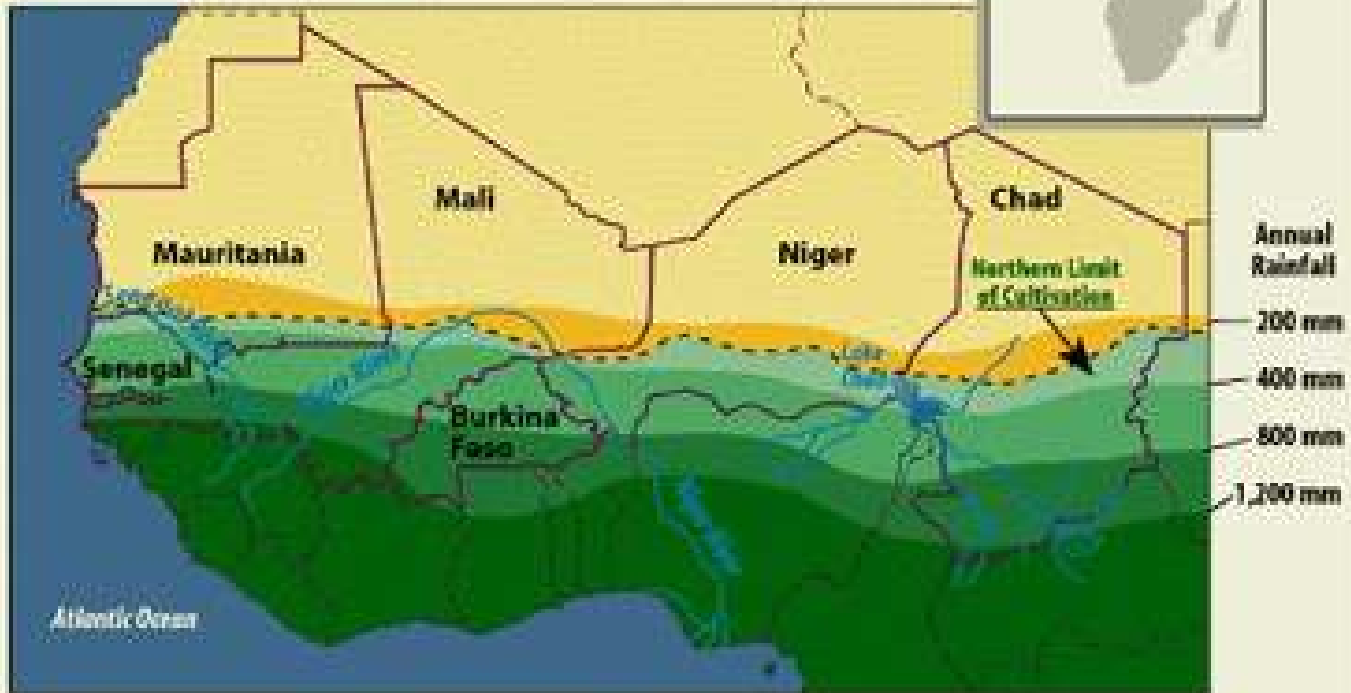 Mali
Chad
Mauritania
Niger
Annual
Rainfall
Northern Limit
of Cultivation
200 mm
Lake
Senegal
400 mm
Burkina
Faso
800 mm
1,200 mm
Atlantic Ocean